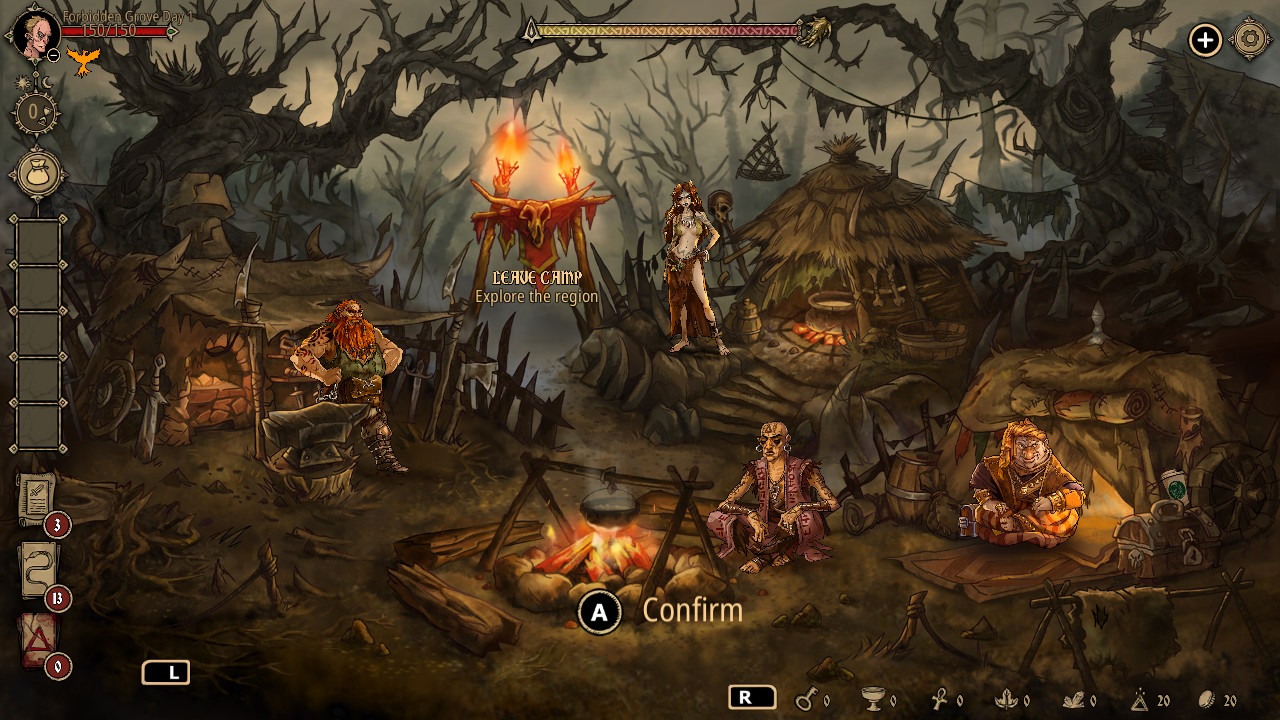 Forbidden Grove Day 1
150/150
0
LEAVE CAMP
Explore the region
3
13
0
A Confirm
L
R 0 0 0 0 0 20 20